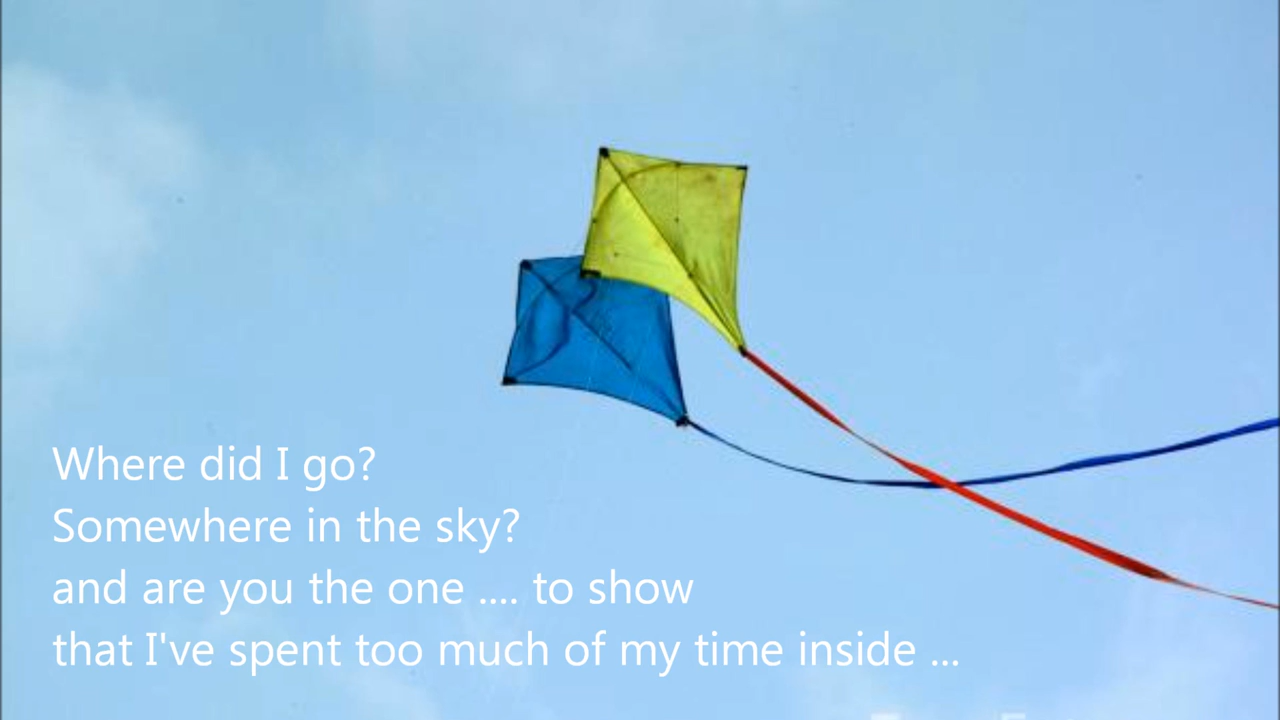 Where did I go?
Somewhere in the sky?
and are you the one .... to show
that I've spent too much of my time inside ...